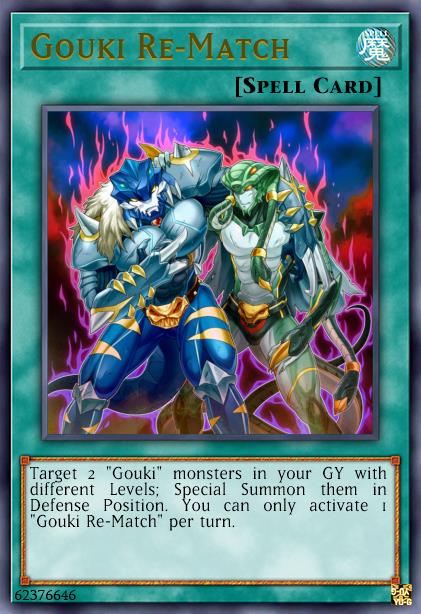 Gouki Re-Match
SPELL
魔
[Spell Card]
Target 2 "Gouki" monsters in your GY with
different Levels; Special Summon them in
Defense Position. You can only activate 1
"Gouki Re-Match" per turn.
62376646